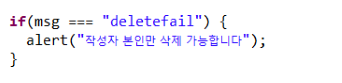 if(msg === "deletefail") {
  alert("작성자 본인만 삭제 가능합니다");
}